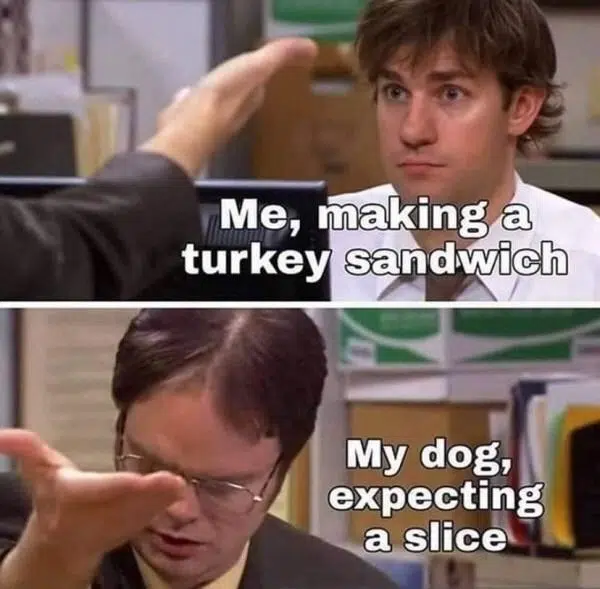 Me, making a
turkey sandwich
My dog,
expecting
a slice